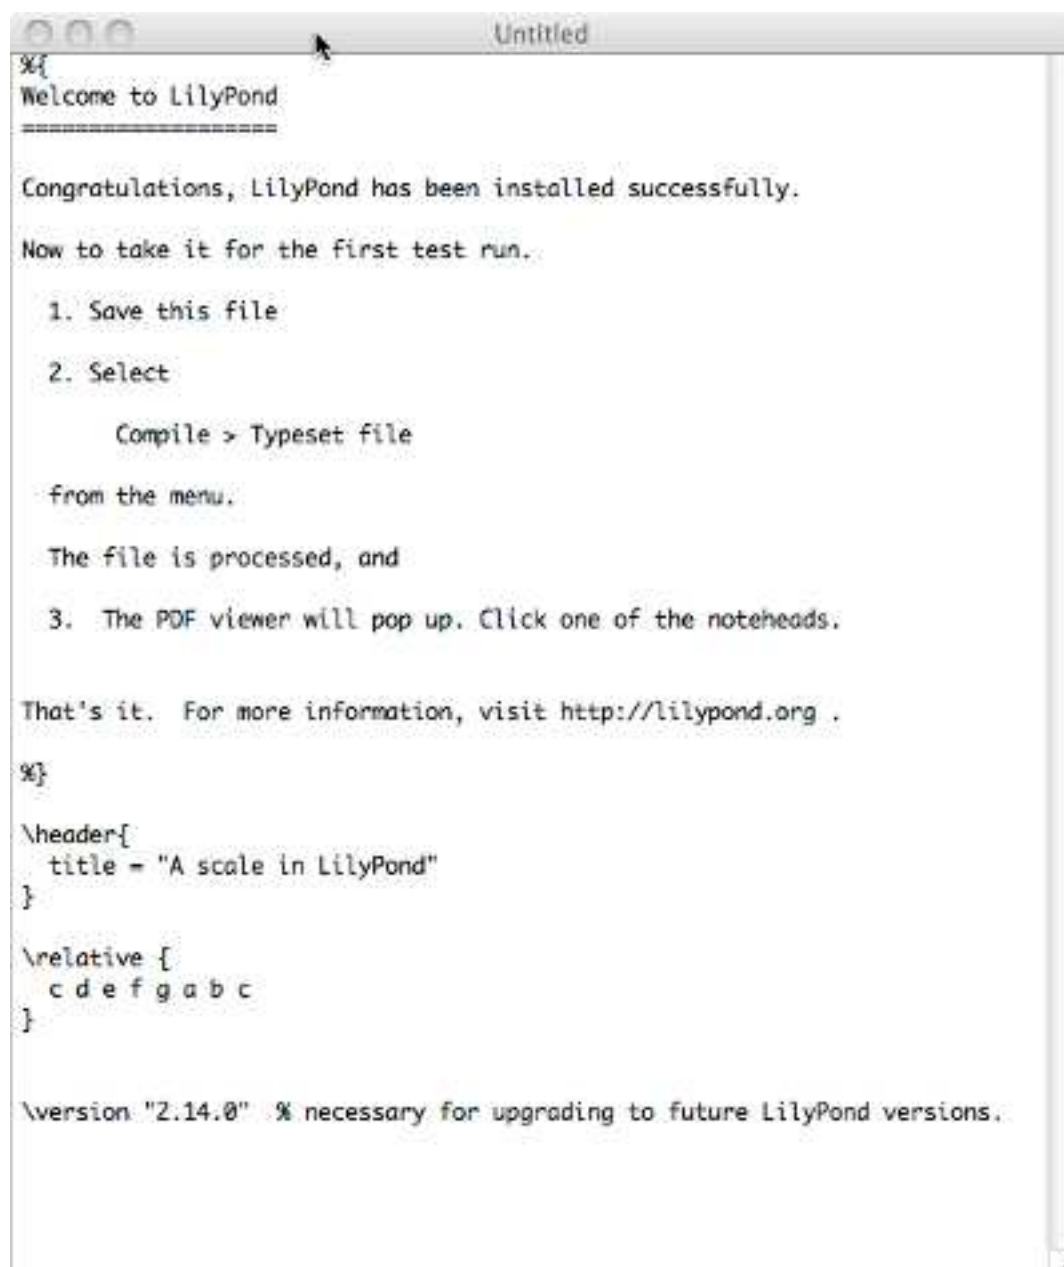 Untitled
%{
Welcome to LilyPond
===================
Congratulations, LilyPond has been installed successfully.
Now to take it for the first test run.
1. Save this file
2. Select
Compile > Typeset file
from the menu.
The file is processed, and
3.  The PDF viewer will pop up. Click one of the noteheads.
That's it.  For more information, visit http://lilypond.org .
%}
\header{
title = "A scale in LilyPond"
}
\relative {
c d e f g a b c
}
\version "2.14.0"  % necessary for upgrading to future LilyPond versions.